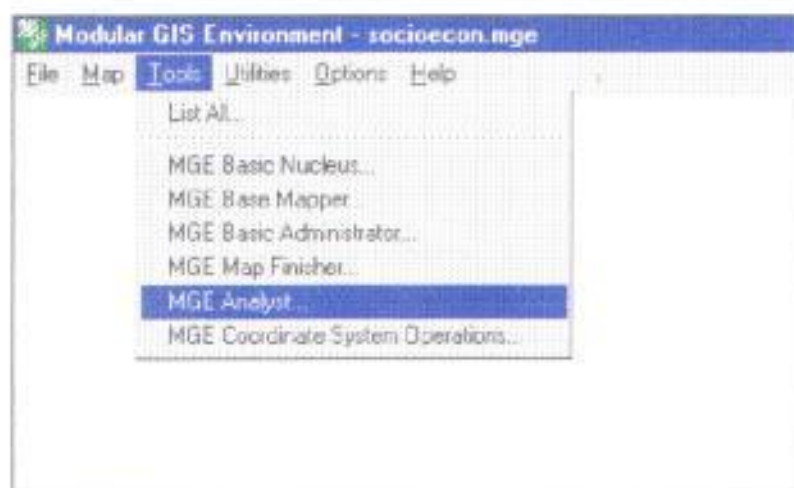 Modular GIS Environment - socioecon.mge
File Map Tools Utilities Options Help
List All...
MGE Basic Nucleus...
MGE Base Mapper...
MGE Basic Administrator...
MGE Map Finisher...
MGE Analyst...
MGE Coordinate System Operations...